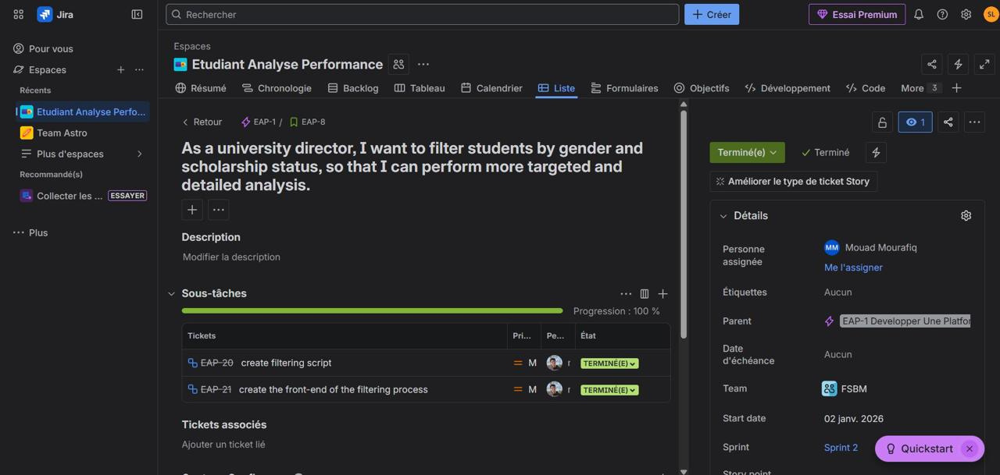 Jira
Rechercher
Créer
Essai Premium
SL
Pour vous
Espaces
Récents
Etudiant Analyse Perfo...
Team Astro
Plus d'espaces
Recommandé(s)
Collecter les ... ESSAYER
Plus
Espaces
Etudiant Analyse Performance
Résumé
Chronologie
Backlog
Tableau
Calendrier
Liste
Formulaires
Objectifs
Développement
Code
More 3
Retour
EAP-1 / EAP-8
As a university director, I want to filter students by gender and
scholarship status, so that I can perform more targeted and
detailed analysis.
Description
Modifier la description
Sous-tâches
Progression : 100 %
Tickets Pri... Pe... État
EAP-20 create filtering script M TERMINÉ(E)
EAP-21 create the front-end of the filtering process M TERMINÉ(E)
Tickets associés
Ajouter un ticket lié
1
Terminé(e) Terminé
Améliorer le type de ticket Story
Détails
Personne
assignée
MM Mouad Mourafiq
Me l'assigner
Étiquettes Aucun
Parent EAP-1 Developper Une Platfor
Date
d'échéance
Aucun
Team FSBM
Start date 02 janv. 2026
Sprint Sprint 2
Quickstart
Story point